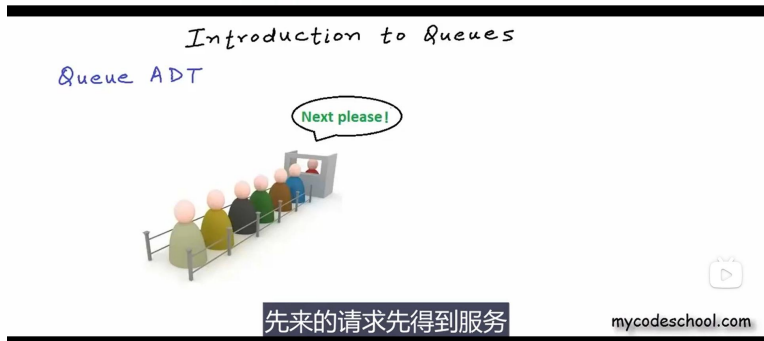 Introduction to Queues
Queue ADT
Next please!
先来的请求先得到服务
mycodeschool.com